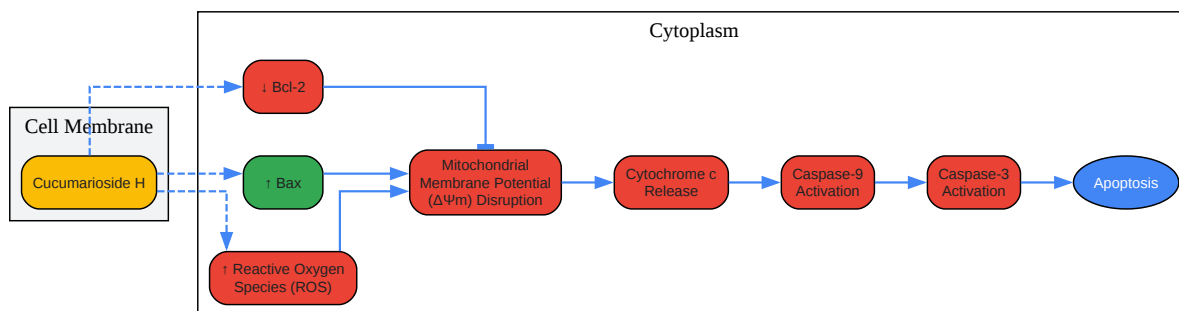 Cytoplasm
Cell Membrane
Cucumarioside H
↓ Bcl-2
↑ Bax
↑ Reactive Oxygen
Species (ROS)
Mitochondrial
Membrane Potential
(ΔΨm) Disruption
Cytochrome c
Release
Caspase-9
Activation
Caspase-3
Activation
Apoptosis